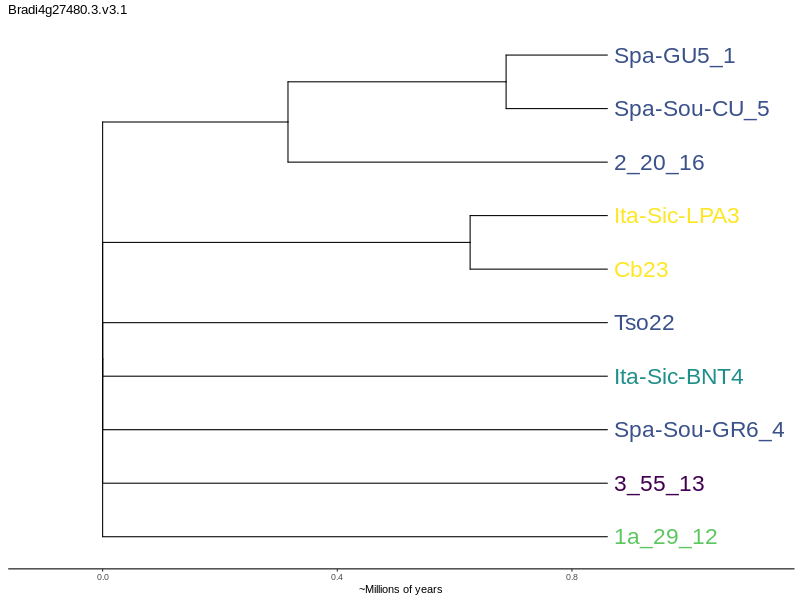 Bradi4g27480.3.v3.1
Spa-GU5_1
Spa-Sou-CU_5
2_20_16
Ita-Sic-LPA3
Cb23
Tso22
Ita-Sic-BNT4
Spa-Sou-GR6_4
3_55_13
1a_29_12
0.0 0.4 0.8
~Millions of years